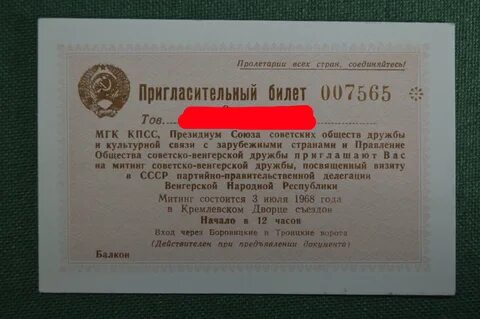 Пролетарии всех стран, соединяйтесь!
Пригласительный билет 007565
Тов.
МГК КПСС, Президиум Союза советских обществ дружбы
и культурной связи с зарубежными странами и Правление
Общества советско-венгерской дружбы приглашают Вас
на митинг советско-венгерской дружбы, посвященный визиту
в СССР партийно-правительственной делегации
Венгерской Народной Республики
Митинг состоится 3 июля 1968 года
в Кремлевском Дворце съездов
Начало в 12 часов
Вход через Боровицкие и Троицкие ворота
(Действителен при предъявлении документа)
Балкон